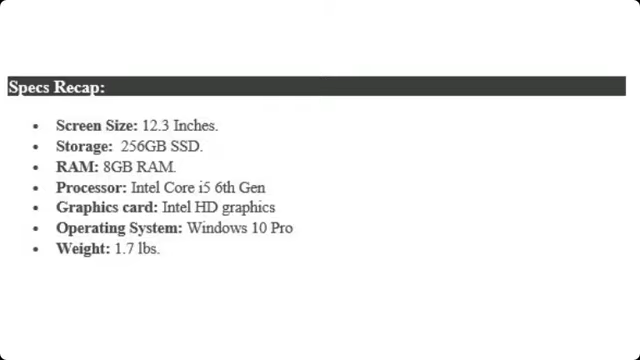 Specs Recap:
• Screen Size: 12.3 Inches.
• Storage:  256GB SSD.
• RAM: 8GB RAM.
• Processor: Intel Core i5 6th Gen
• Graphics card: Intel HD graphics
• Operating System: Windows 10 Pro
• Weight: 1.7 lbs.